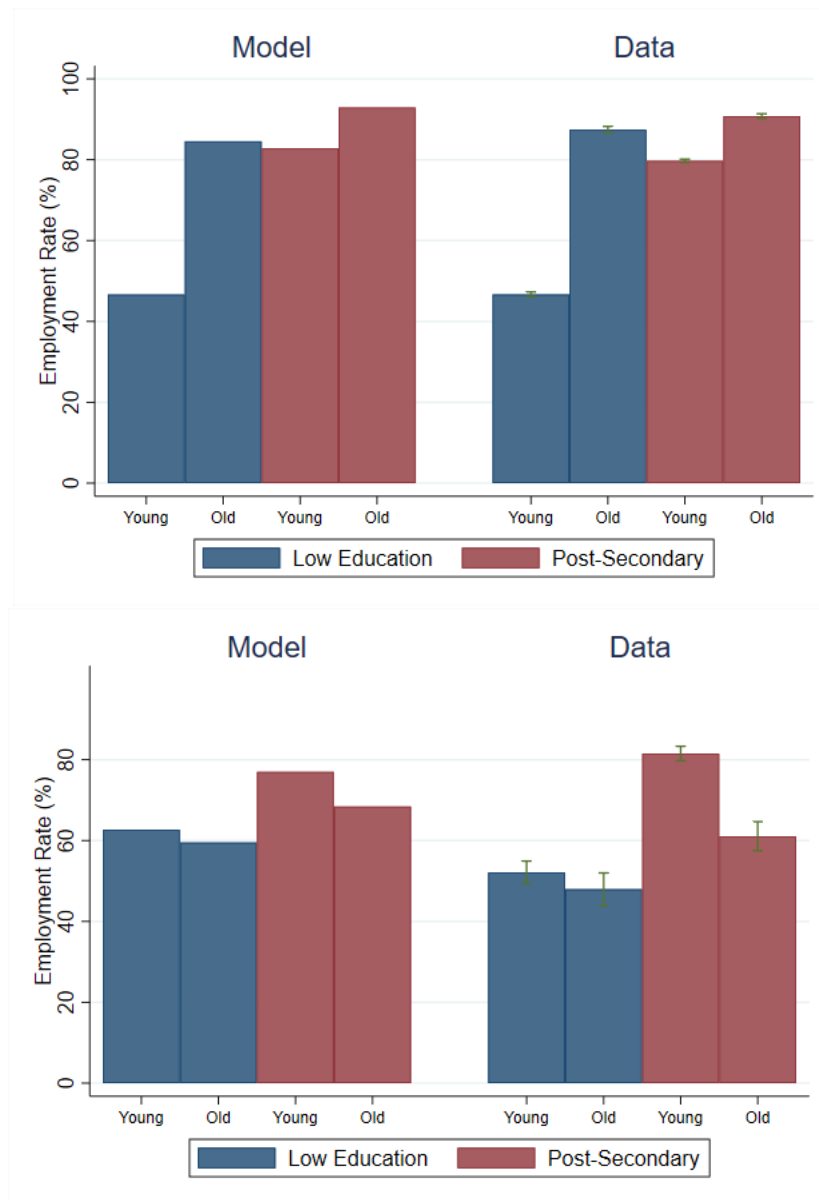 Model Data
Employment Rate (%)
100
80
60
40
20
0
Young Old Young Old Young Old Young Old
Low Education Post-Secondary
Model Data
Employment Rate (%)
80
60
40
20
0
Young Old Young Old Young Old Young Old
Low Education Post-Secondary